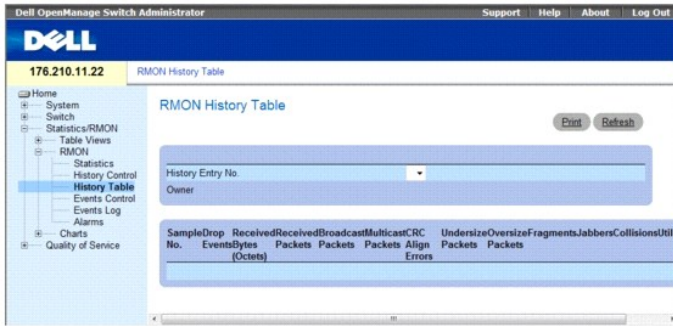 Dell OpenManage Switch Administrator
Support Help About Log Out
DELL
176.210.11.22
RMON History Table
Home
System
Switch
Statistics/RMON
Table Views
RMON
Statistics
History Control
History Table
Events Control
Events Log
Alarms
Charts
Quality of Service
RMON History Table
Print Refresh
History Entry No.
Owner
Sample Drop Received Received Broadcast Multicast CRC Undersize Oversize Fragments Jabbers Collisions Util
No. Events Bytes Packets Packets Packets Align Packets Packets
(Octets) Errors